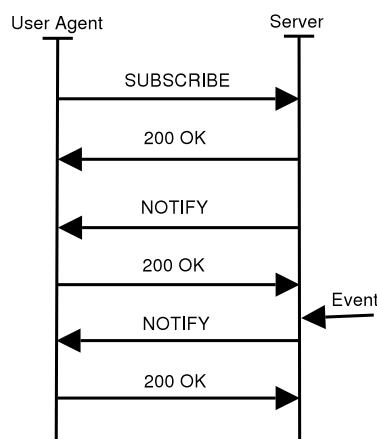 User Agent
Server
SUBSCRIBE
200 OK
NOTIFY
200 OK
Event
NOTIFY
200 OK